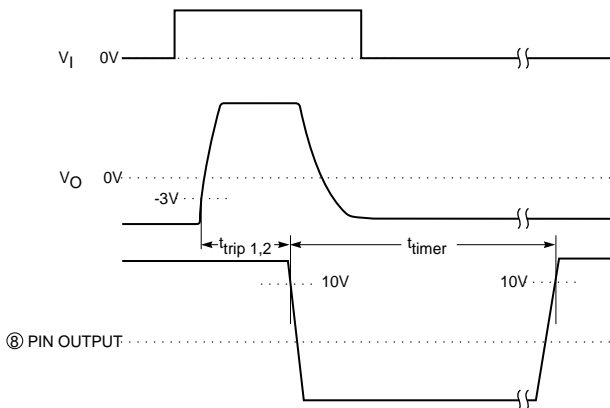 VI 0V
VO 0V
-3V
ttrip 1,2 ttimer
10V 10V
⑧ PIN OUTPUT